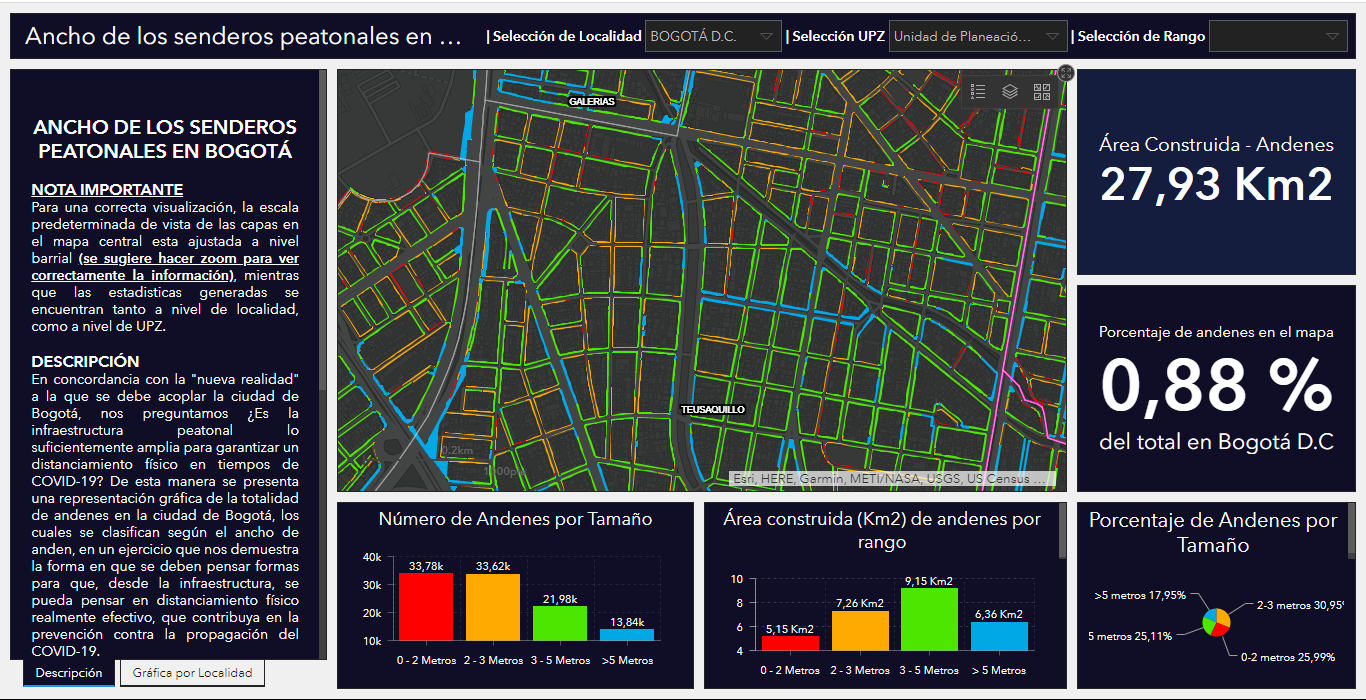 Ancho de los senderos peatonales en ...
| Selección de Localidad
BOGOTÁ D.C.
| Selección UPZ
Unidad de Planeació...
| Selección de Rango
ANCHO DE LOS SENDEROS
PEATONALES EN BOGOTÁ
NOTA IMPORTANTE
Para una correcta visualización, la escala
predeterminada de vista de las capas en
el mapa central esta ajustada a nivel
barrial (se sugiere hacer zoom para ver
correctamente la información), mientras
que las estadisticas generadas se
encuentran tanto a nivel de localidad,
como a nivel de UPZ.
DESCRIPCIÓN
En concordancia con la "nueva realidad"
a la que se debe acoplar la ciudad de
Bogotá, nos preguntamos ¿Es la
infraestructura peatonal lo
suficientemente amplia para garantizar un
distanciamiento físico en tiempos de
COVID-19? De esta manera se presenta
una representación gráfica de la totalidad
de andenes en la ciudad de Bogotá, los
cuales se clasifican según el ancho de
anden, en un ejercicio que nos demuestra
la forma en que se deben pensar formas
para que, desde la infraestructura, se
pueda pensar en distanciamiento físico
realmente efectivo, que contribuya en la
prevención contra la propagación del
COVID-19.
Descripción
Gráfica por Localidad
GALERIAS
TEUSAQUILLO
0.2km
Esri, HERE, Garmin, METI/NASA, USGS, US Census ...
Área Construida - Andenes
27,93 Km2
Porcentaje de andenes en el mapa
0,88 %
del total en Bogotá D.C
Número de Andenes por Tamaño
40k
30k
20k
10k
33,78k
33,62k
21,98k
13,84k
0 - 2 Metros
2 - 3 Metros
3 - 5 Metros
>5 Metros
Área construida (Km2) de andenes por
rango
10
8
6
4
5,15 Km2
7,26 Km2
9,15 Km2
6,36 Km2
0 - 2 Metros
2 - 3 Metros
3 - 5 Metros
> 5 Metros
Porcentaje de Andenes por
Tamaño
>5 metros 17,95%
2-3 metros 30,95
5 metros 25,11%
0-2 metros 25,99%